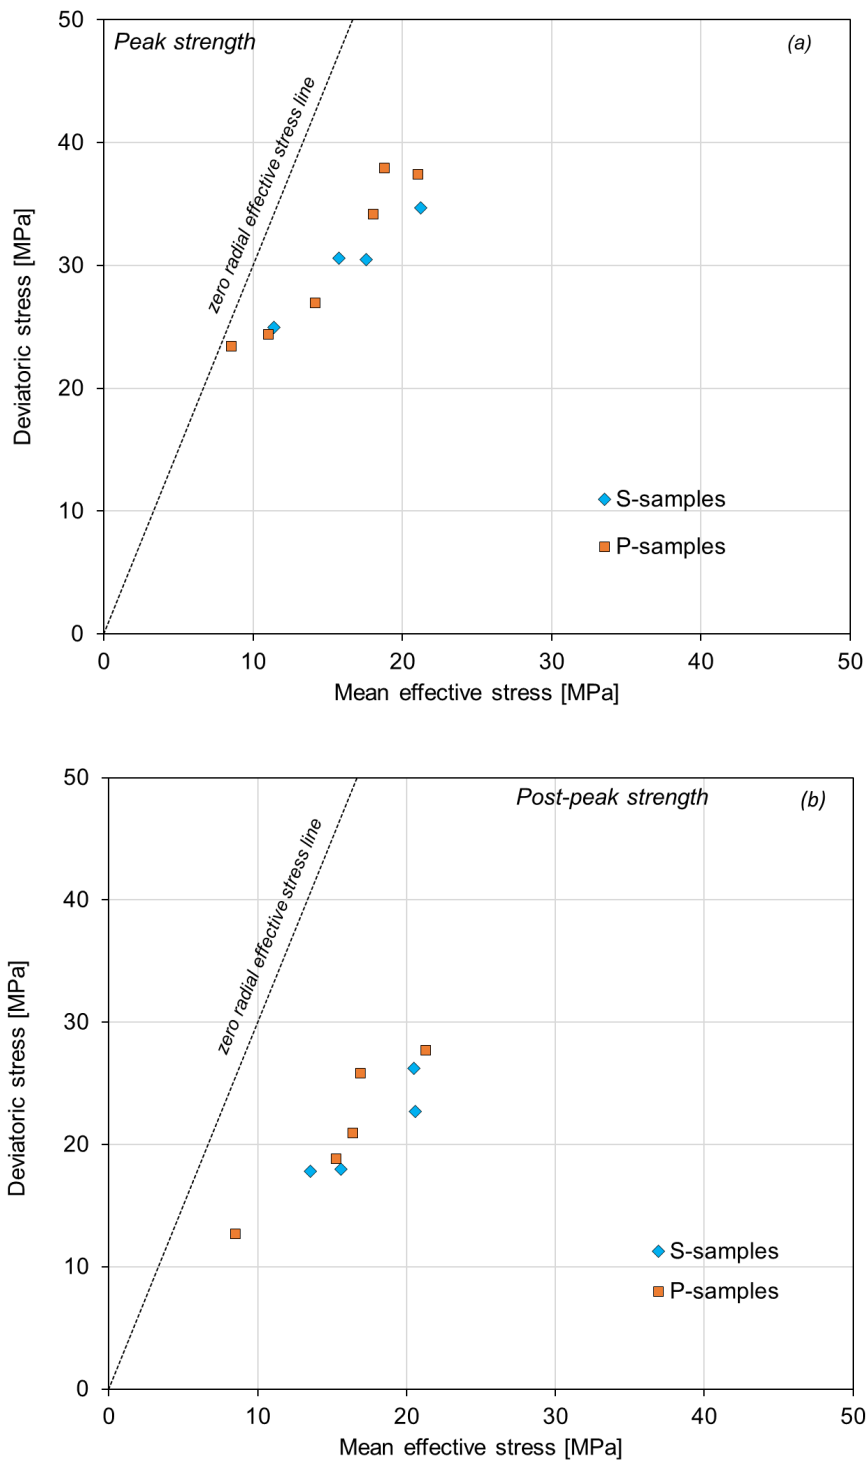 50
Peak strength
(a)
zero radial effective stress line
40
30
20
10
0
Deviatoric stress [MPa]
S-samples
P-samples
0 10 20 30 40 50
Mean effective stress [MPa]
50
Post-peak strength
(b)
zero radial effective stress line
40
30
20
10
0
Deviatoric stress [MPa]
S-samples
P-samples
0 10 20 30 40 50
Mean effective stress [MPa]